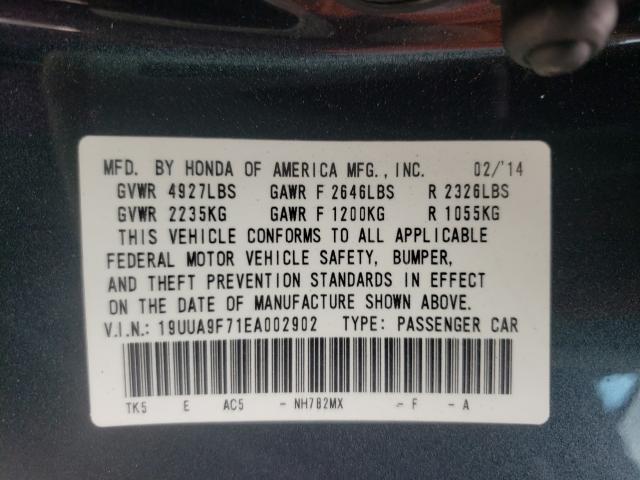 MFD. BY HONDA OF AMERICA MFG., INC. 02/'14
GVWR 4927LBS GAWR F 2646LBS R 2326LBS
GVWR 2235KG GAWR F 1200KG R 1055KG
THIS VEHICLE CONFORMS TO ALL APPLICABLE
FEDERAL MOTOR VEHICLE SAFETY, BUMPER,
AND THEFT PREVENTION STANDARDS IN EFFECT
ON THE DATE OF MANUFACTURE SHOWN ABOVE.
V.I.N.: 19UUA9F71EA002902 TYPE: PASSENGER CAR
TK5 E AC5 - NH782MX - F - A